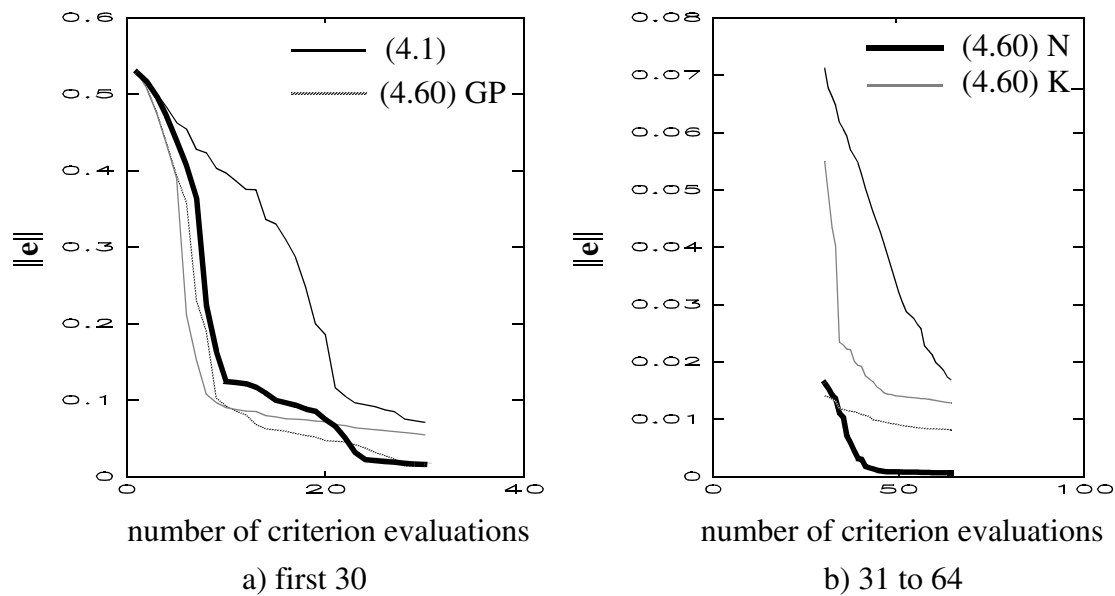 0.6
0.5
0.4
0.3
0.2
0.1
0
0
20
40
‖e‖
(4.1)
(4.60) GP
number of criterion evaluations
a) first 30
0.08
0.07
0.06
0.05
0.04
0.03
0.02
0.01
0
0
50
100
‖e‖
(4.60) N
(4.60) K
number of criterion evaluations
b) 31 to 64